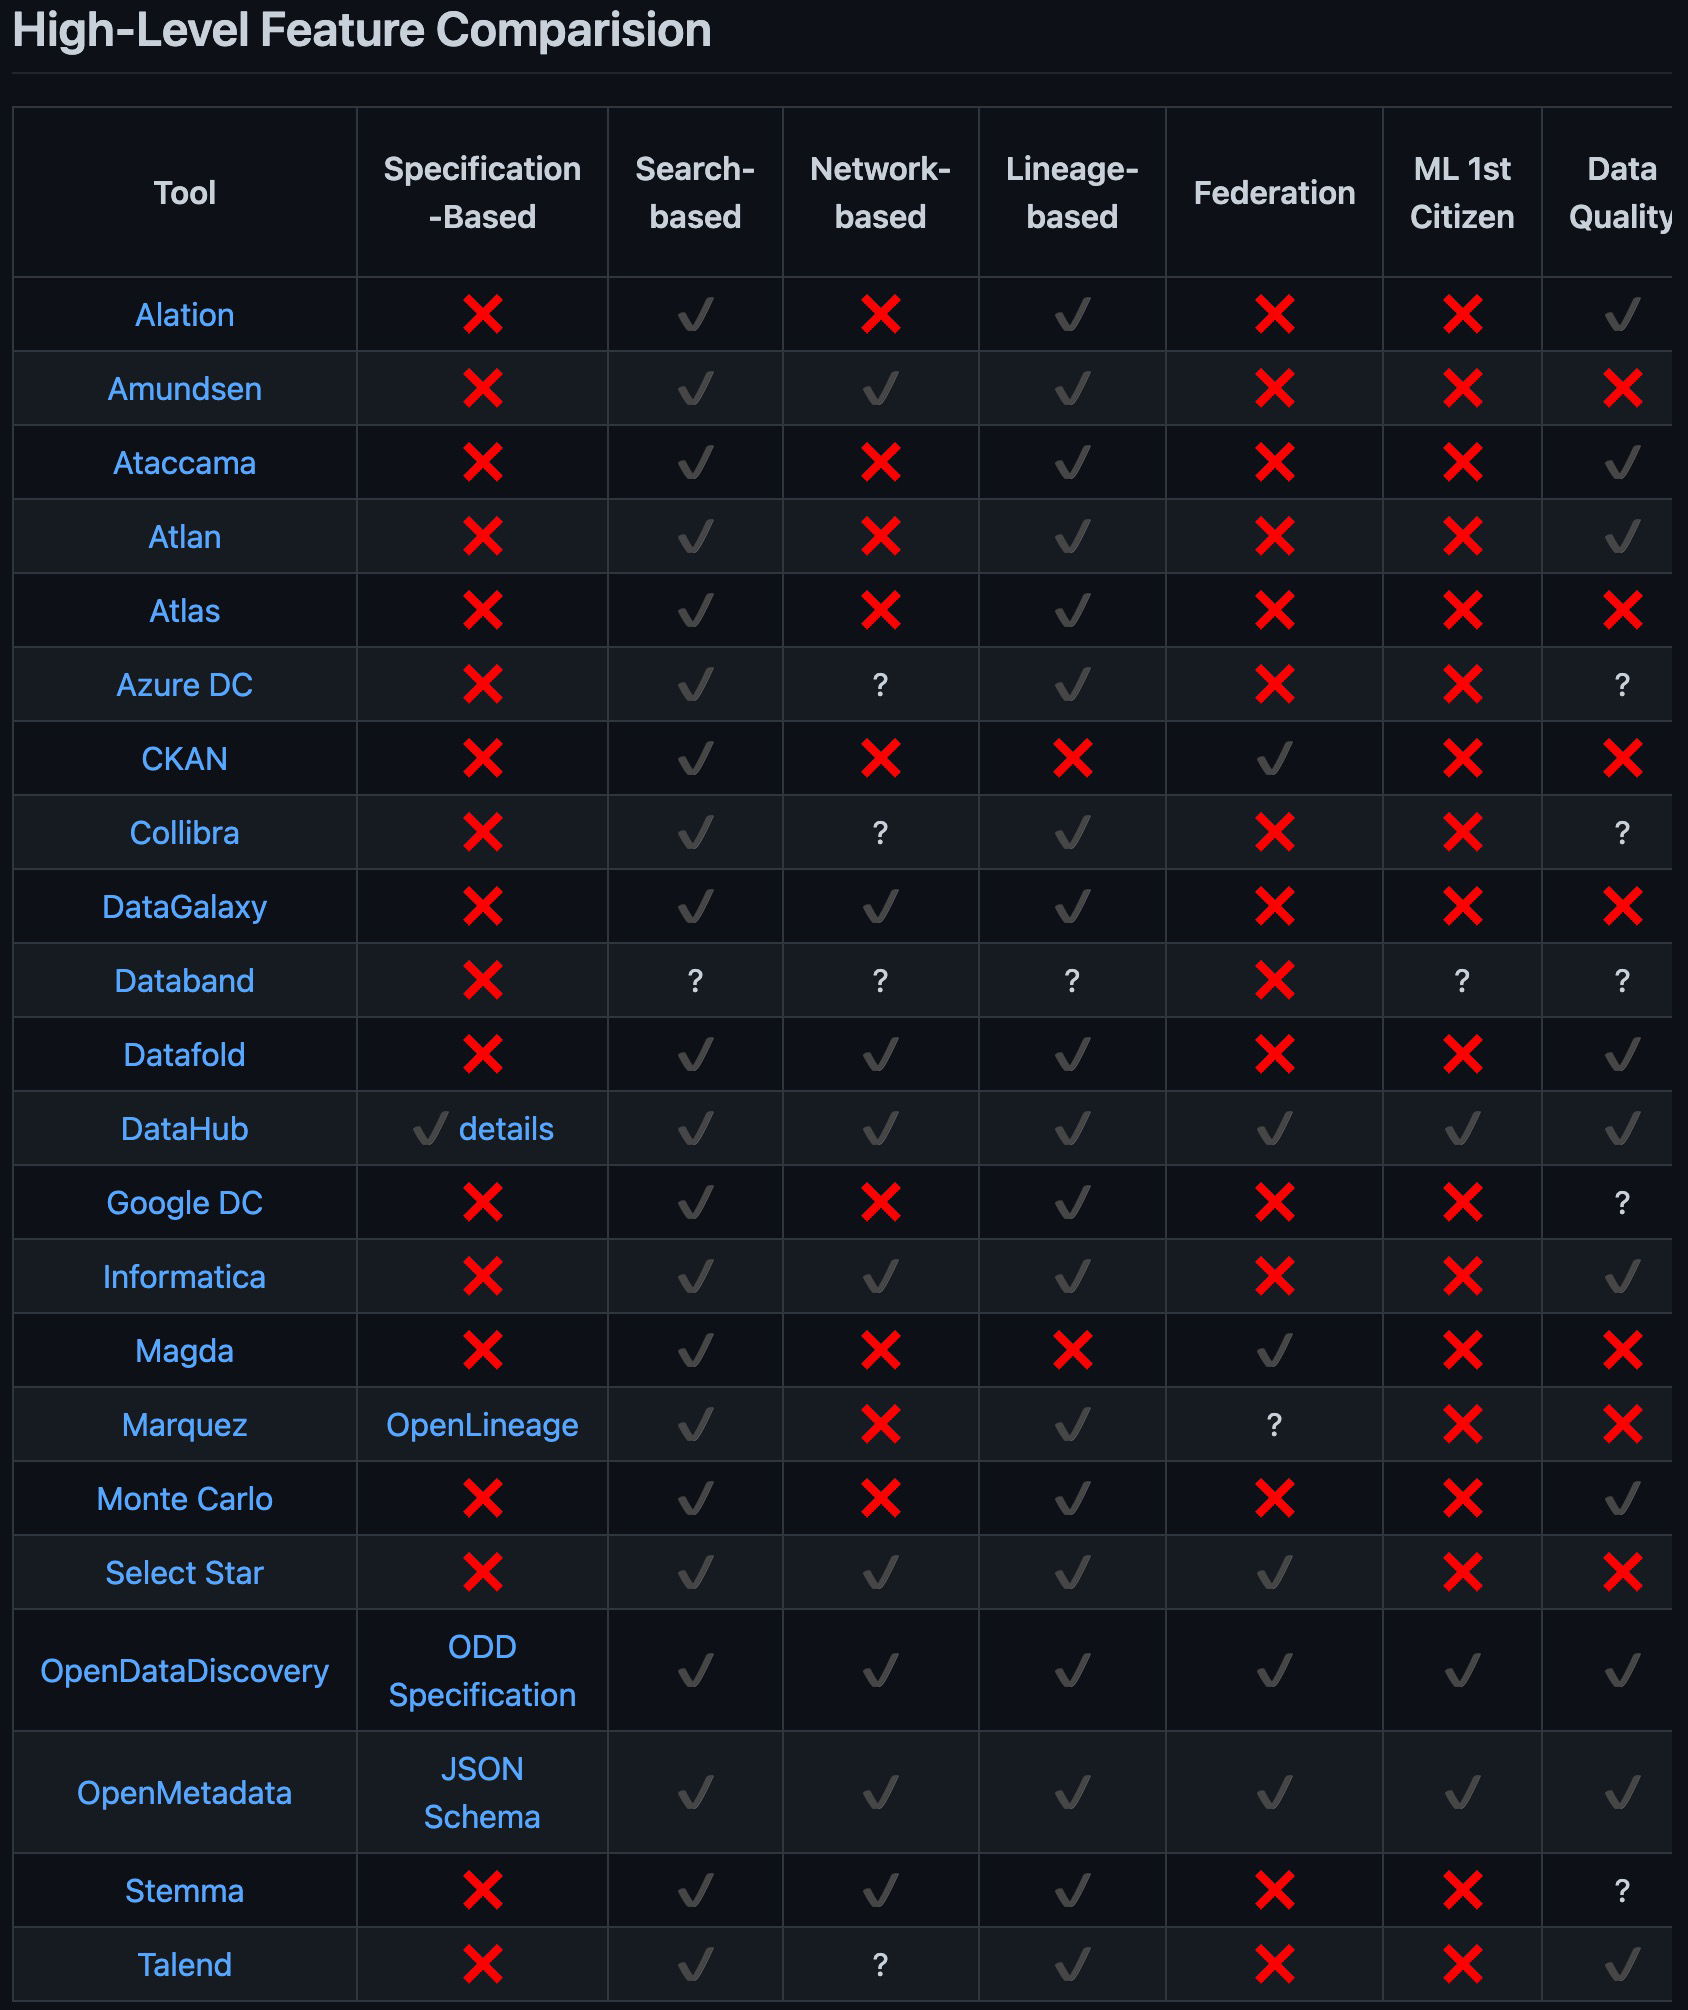 High-Level Feature Comparision
Tool
Specification
-Based
Search-
based
Network-
based
Lineage-
based
Federation
ML 1st
Citizen
Data
Quality
Alation ❌ ✔ ❌ ✔ ❌ ❌ ✔
Amundsen ❌ ✔ ✔ ✔ ❌ ❌ ❌
Ataccama ❌ ✔ ❌ ✔ ❌ ❌ ✔
Atlan ❌ ✔ ❌ ✔ ❌ ❌ ✔
Atlas ❌ ✔ ❌ ✔ ❌ ❌ ❌
Azure DC ❌ ✔ ? ✔ ❌ ❌ ?
CKAN ❌ ✔ ❌ ❌ ✔ ❌ ❌
Collibra ❌ ✔ ? ✔ ❌ ❌ ?
DataGalaxy ❌ ✔ ✔ ✔ ❌ ❌ ❌
Databand ❌ ? ? ? ❌ ? ?
Datafold ❌ ✔ ✔ ✔ ❌ ❌ ✔
DataHub ✔ details ✔ ✔ ✔ ✔ ✔ ✔
Google DC ❌ ✔ ❌ ✔ ❌ ❌ ?
Informatica ❌ ✔ ✔ ✔ ❌ ❌ ✔
Magda ❌ ✔ ❌ ❌ ✔ ❌ ❌
Marquez OpenLineage ✔ ❌ ✔ ? ❌ ❌
Monte Carlo ❌ ✔ ❌ ✔ ❌ ❌ ✔
Select Star ❌ ✔ ✔ ✔ ✔ ❌ ❌
OpenDataDiscovery
ODD
Specification
✔ ✔ ✔ ✔ ✔ ✔
OpenMetadata
JSON
Schema
✔ ✔ ✔ ✔ ✔ ✔
Stemma ❌ ✔ ✔ ✔ ❌ ❌ ?
Talend ❌ ✔ ? ✔ ❌ ❌ ✔